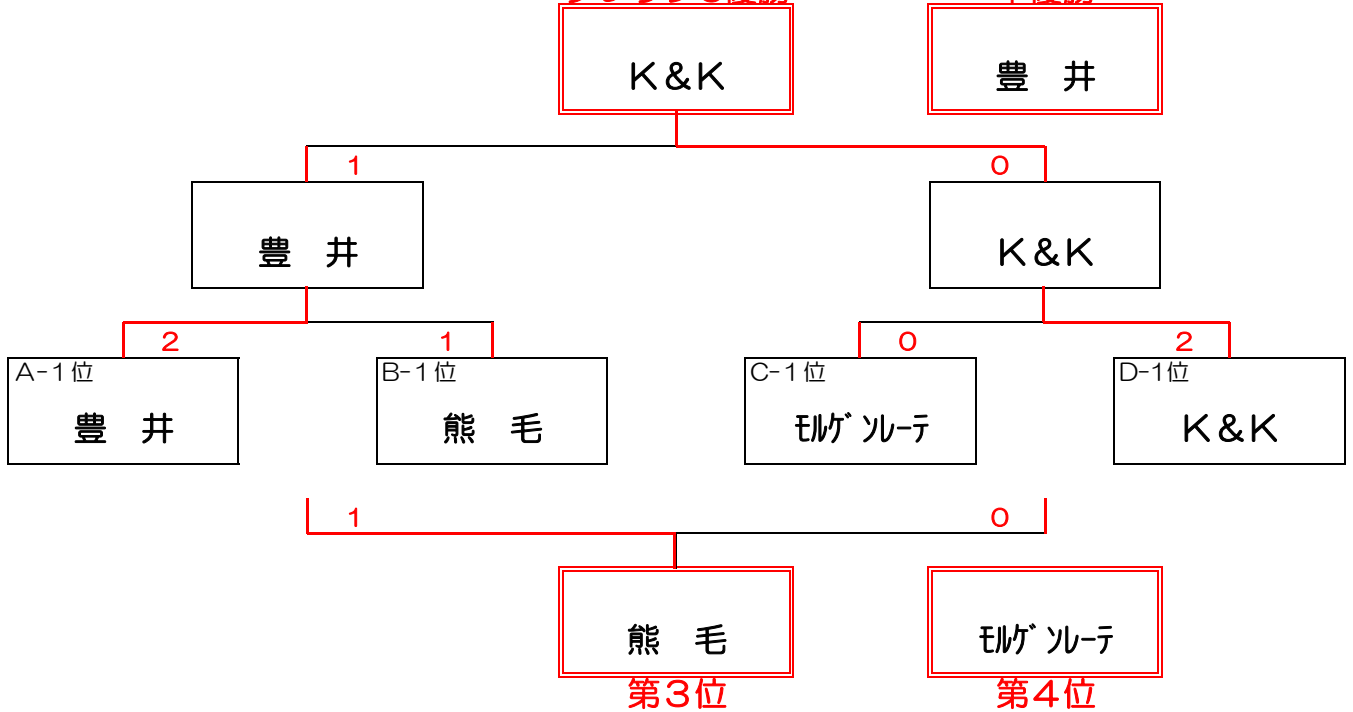 K&K
豊 井
1
0
豊 井
K&K
2
1
0
2
A-1位
B-1位
C-1位
D-1位
豊 井
熊 毛
ﾓﾙｹﾞﾝﾚｰﾃ
K&K
1
0
熊 毛
ﾓﾙｹﾞﾝﾚｰﾃ
第3位
第4位